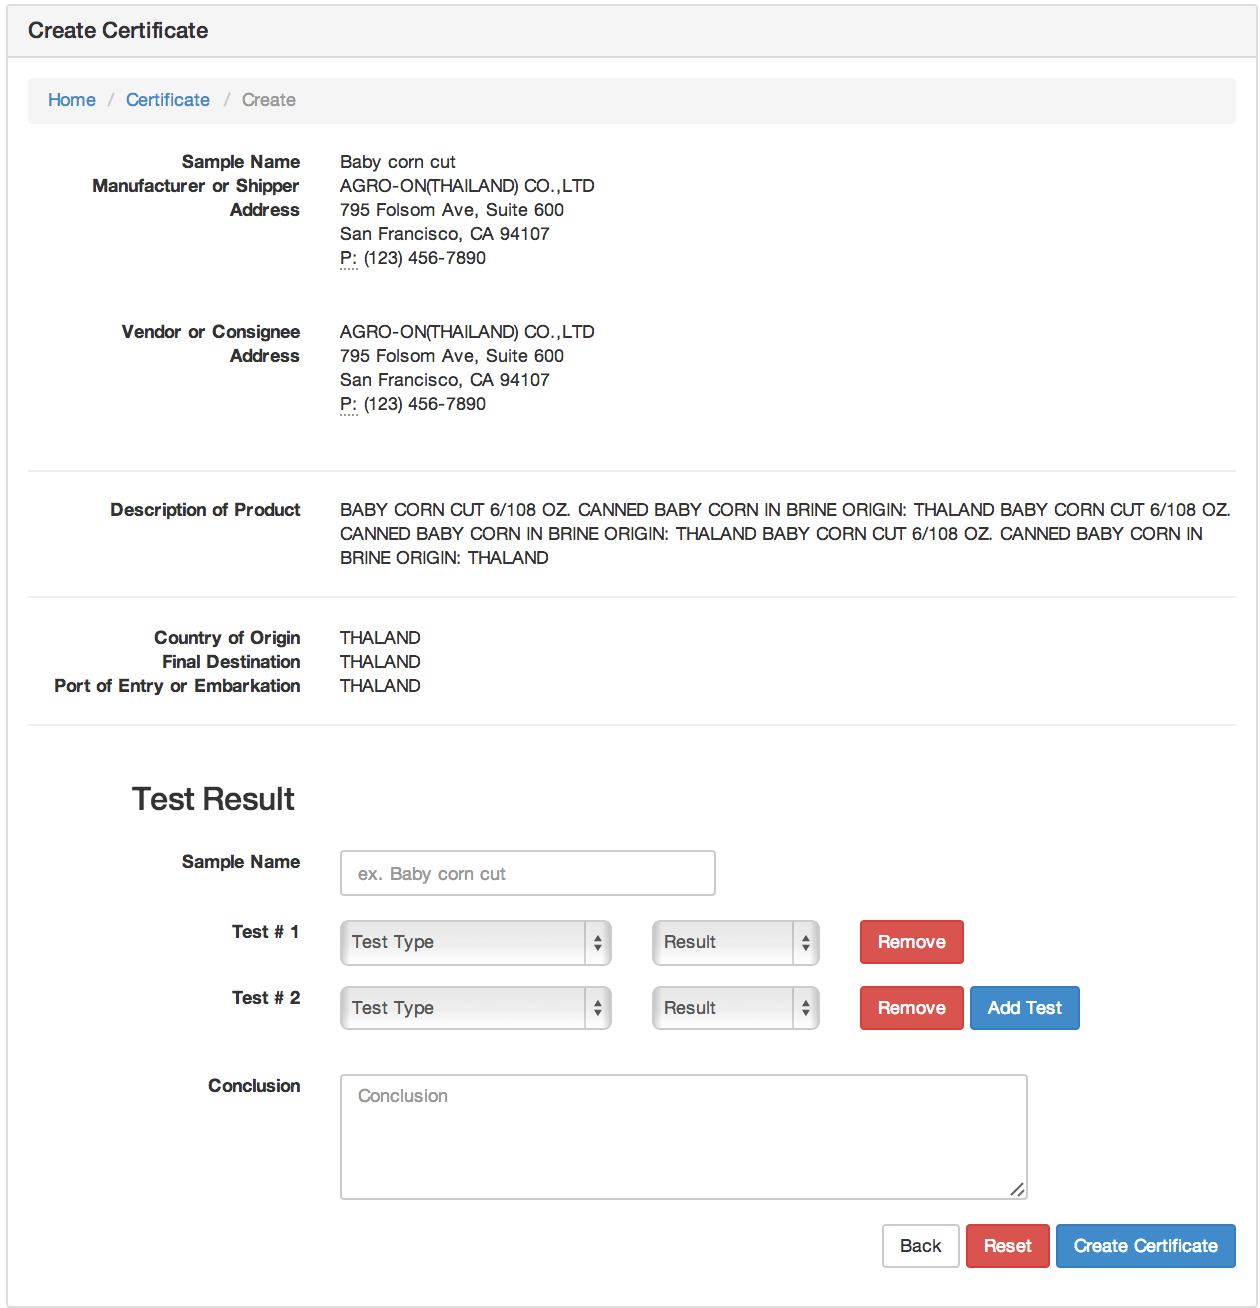 Create Certificate
Home / Certificate / Create
Sample Name Baby corn cut
Manufacturer or Shipper AGRO-ON(THAILAND) CO.,LTD
Address 795 Folsom Ave, Suite 600
San Francisco, CA 94107
P: (123) 456-7890
Vendor or Consignee AGRO-ON(THAILAND) CO.,LTD
Address 795 Folsom Ave, Suite 600
San Francisco, CA 94107
P: (123) 456-7890
Description of Product BABY CORN CUT 6/108 OZ. CANNED BABY CORN IN BRINE ORIGIN: THALAND BABY CORN CUT 6/108 OZ.
CANNED BABY CORN IN BRINE ORIGIN: THALAND BABY CORN CUT 6/108 OZ. CANNED BABY CORN IN
BRINE ORIGIN: THALAND
Country of Origin THALAND
Final Destination THALAND
Port of Entry or Embarkation THALAND
Test Result
Sample Name ex. Baby corn cut
Test # 1 Test Type Result Remove
Test # 2 Test Type Result Remove Add Test
Conclusion Conclusion
Back Reset Create Certificate